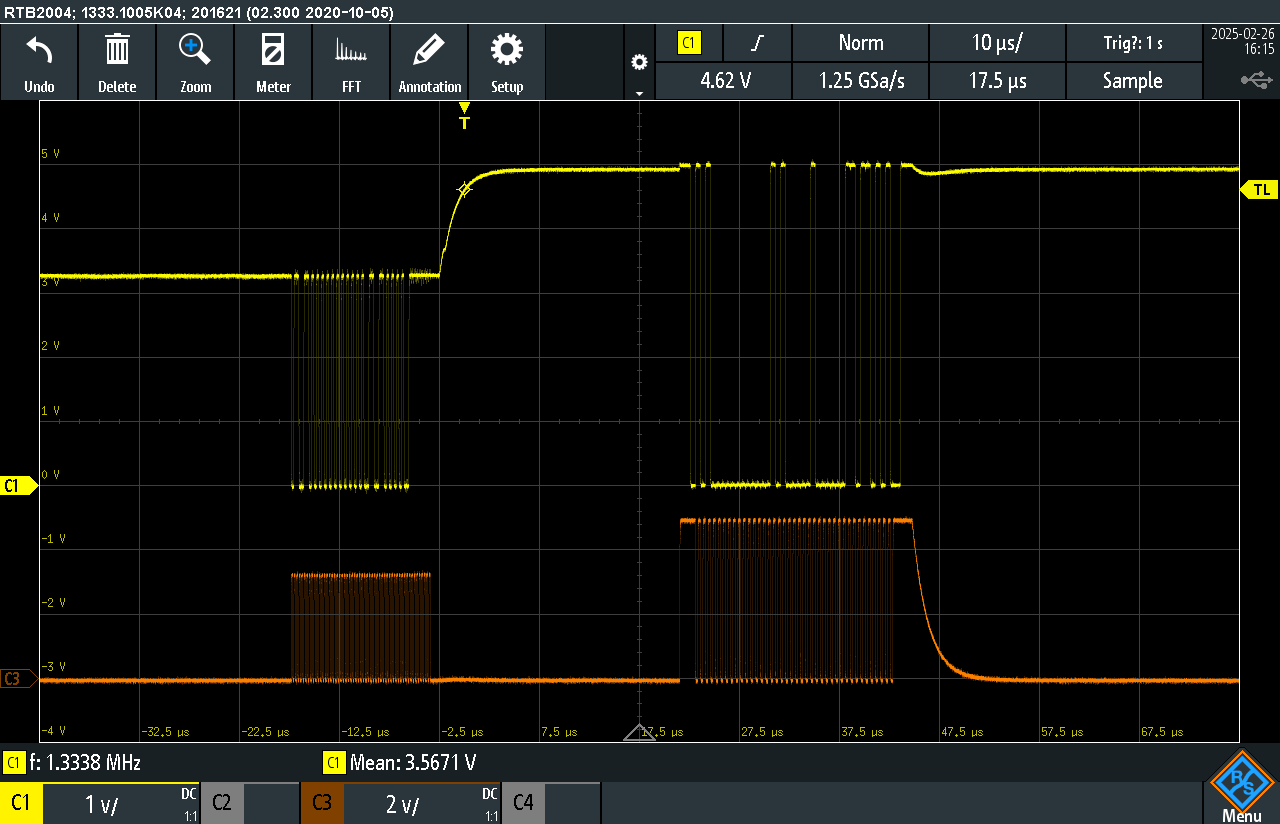 RTB2004; 1333.1005K04; 201621 (02.300 2020-10-05)
Undo
Delete
Zoom
Meter
FFT
Annotation
Setup
C1
Norm
10 µs/
Trig?: 1 s
2025-02-26
16:15
4.62 V
1.25 GSa/s
17.5 µs
Sample
T
5 V
TL
4 V
3 V
2 V
1 V
0 V
C1
-1 V
-2 V
-3 V
C3
-4 V
-32.5 µs
-22.5 µs
-12.5 µs
-2.5 µs
7.5 µs
17.5 µs
27.5 µs
37.5 µs
47.5 µs
57.5 µs
67.5 µs
C1 f: 1.3338 MHz
C1 Mean: 3.5671 V
C1
1 v/
DC
1:1
C2
C3
2 v/
DC
1:1
C4
R S
Menu